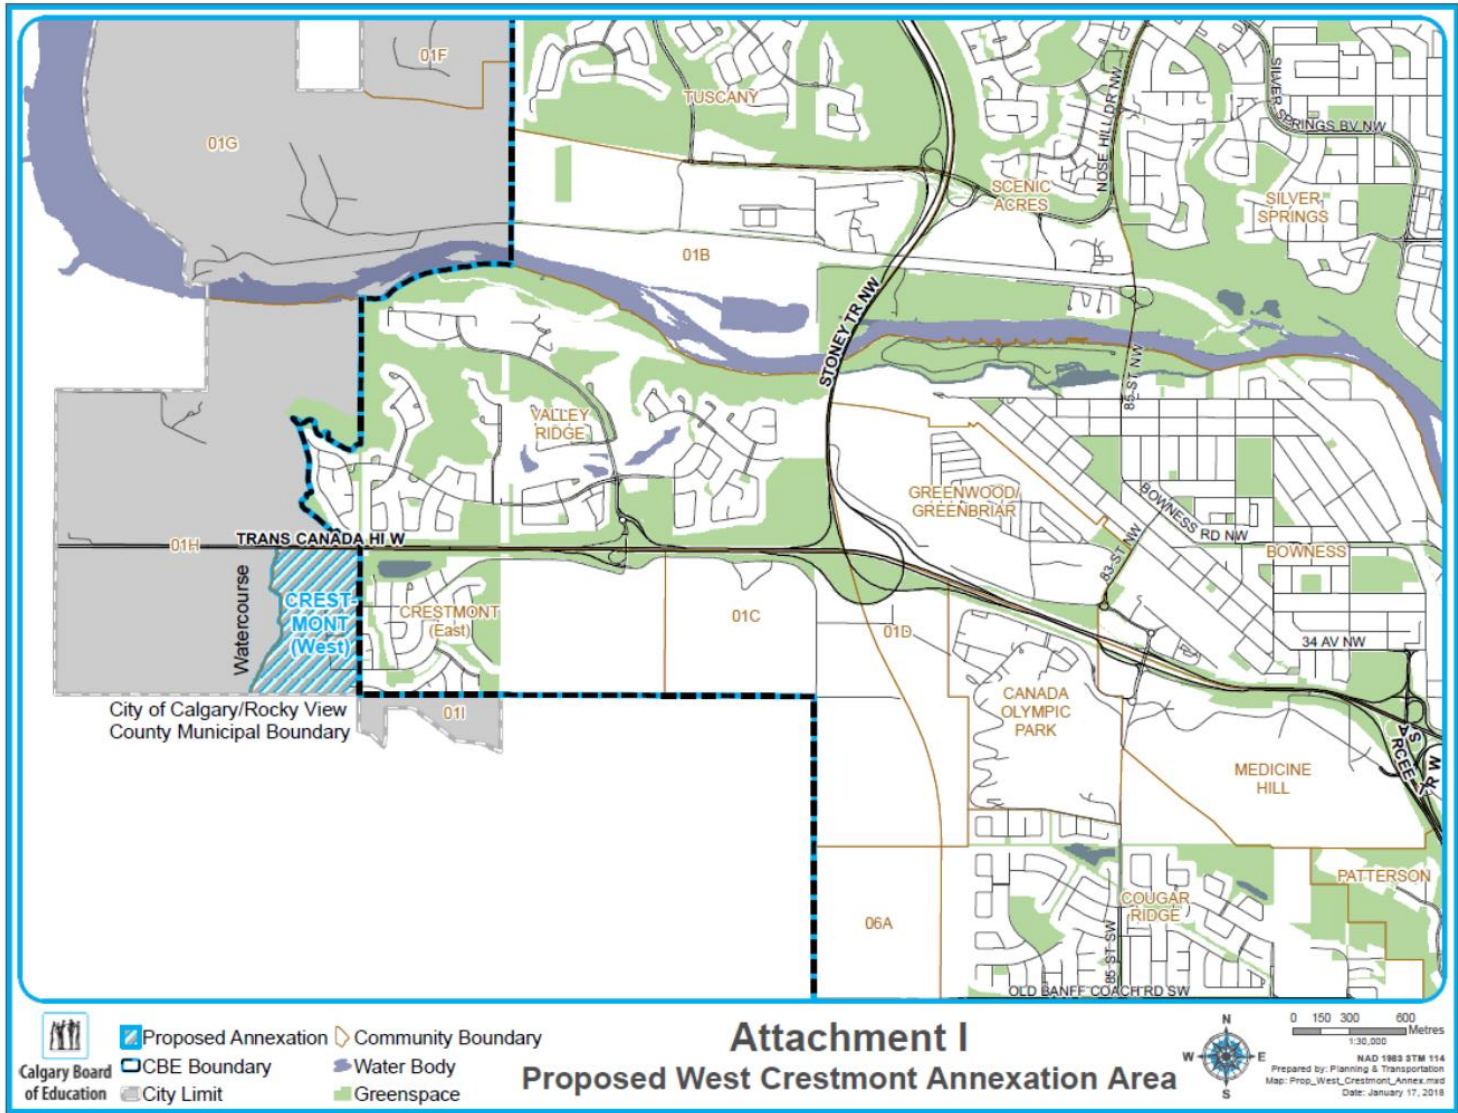 01F
TUSCANY
NOSE HILL DR NW
SILVER SPRINGS BV NW
01G
SCENIC
ACRES
SILVER
SPRINGS
01B
STONEY TR NW
85 ST NW
VALLEY
RIDGE
GREENWOOD/
GREENBRIAR
BOWNESS RD NW
BOWNESS
83 ST NW
TRANS CANADA HI W
01H
Watercourse
CREST-
MONT
(West)
CRESTMONT
(East)
01C
01D
34 AV NW
CANADA
OLYMPIC
PARK
City of Calgary/Rocky View
County Municipal Boundary
01I
SARCEE TR W
MEDICINE
HILL
PATTERSON
COUGAR
RIDGE
06A
85 ST SW
OLD BANFF COACH RD SW
Calgary Board
of Education
Proposed Annexation
CBE Boundary
City Limit
Community Boundary
Water Body
Greenspace
Attachment I
Proposed West Crestmont Annexation Area
N
W E
S
0 150 300 600
Metres
1:30,000
NAD 1983 3TM 114
Prepared by: Planning & Transportation
Map: Prop_West_Crestmont_Annex.mxd
Date: January 17, 2018